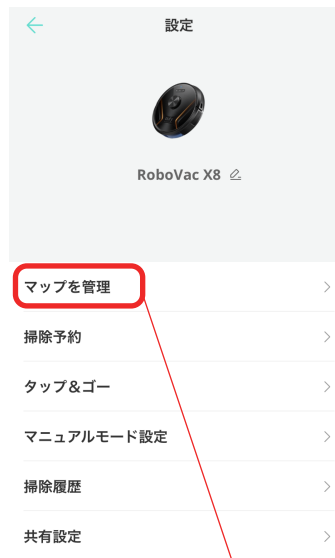 設定
RoboVac X8
マップを管理
掃除予約
タップ＆ゴー
マニュアルモード設定
掃除履歴
共有設定